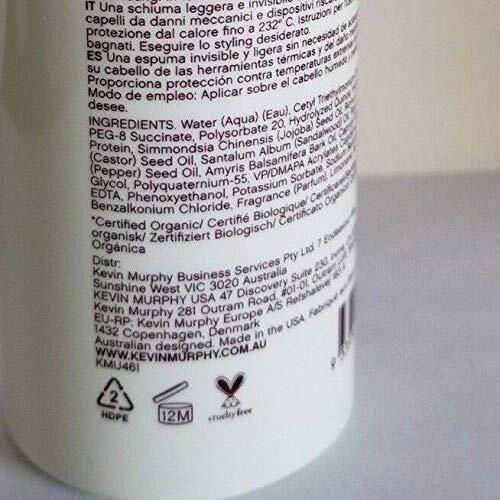 IT Una schiuma leggera e invisibile
capelli da danni meccanici e dispositivi
protezione dal calore fino a 232° C. Istruzioni per
bagnati. Eseguire lo styling desiderato.
ES Una espuma invisible y ligera sin necesidad de
su cabello de las herramientas térmicas y del daño
Proporciona protección contra temperaturas
Modo de empleo: Aplicar sobre el cabello húmedo
desee.
INGREDIENTS. Water (Aqua) (Eau), Cetyl
PEG-8 Succinate, Polysorbate 20, Hydrolyzed
Protein, Simmondsia Chinensis (Jojoba) Seed Oil
(Castor) Seed Oil, Santalum Album (Sandalwood) Oil
(Pepper) Seed Oil, Amyris Balsamifera Bark Oil,
Glycol, Polyquaternium-55, VP/DMAPA Acrylates
EDTA, Phenoxyethanol, Potassium Sorbate,
Benzalkonium Chloride, Fragrance (Parfum),
*Certified Organic/ Certifié Biologique/
organisk/ Zertifiziert Biologisch/ Certificato
Orgánica
Distr:
Kevin Murphy Business Services Pty Ltd. 7
Sunshine West VIC 3020 Australia
KEVIN MURPHY USA 47 Discovery Suite 230,
Kevin Murphy 281 Outram Road, #01-01,
EU-RP: Kevin Murphy Europe A/S Refshalevej
1432 Copenhagen, Denmark
Australian designed. Made in the USA.
WWW.KEVINMURPHY.COM.AU
KMU461
2
HDPE
12M
cruelty free